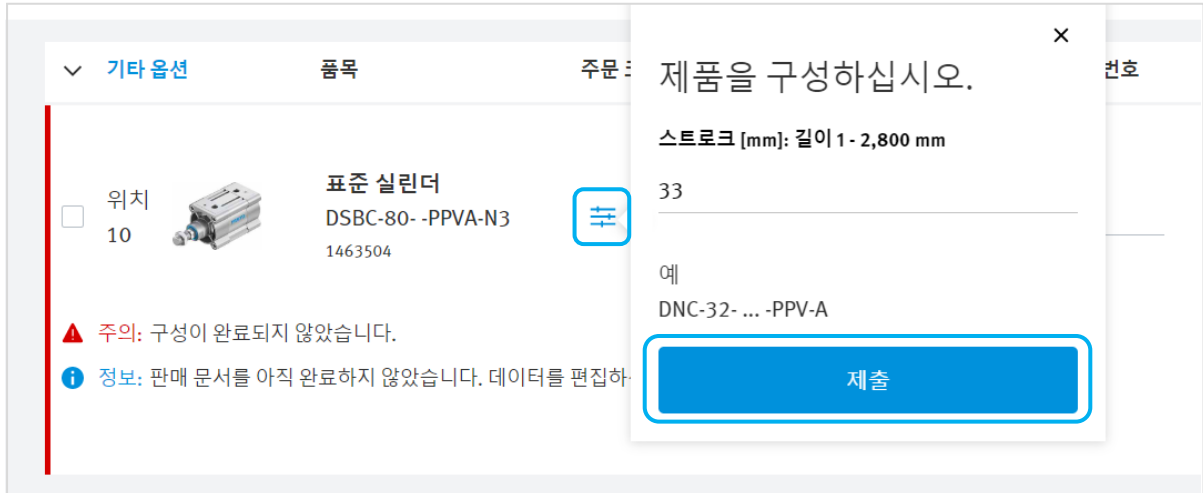 기타 옵션
품목
주문
번호
위치
10
표준 실린더
DSBC-80- -PPVA-N3
1463504
주의: 구성이 완료되지 않았습니다.
정보: 판매 문서를 아직 완료하지 않았습니다. 데이터를 편집하
제품을 구성하십시오.
스트로크 [mm]: 길이 1 - 2,800 mm
33
예
DNC-32- ... -PPV-A
제출